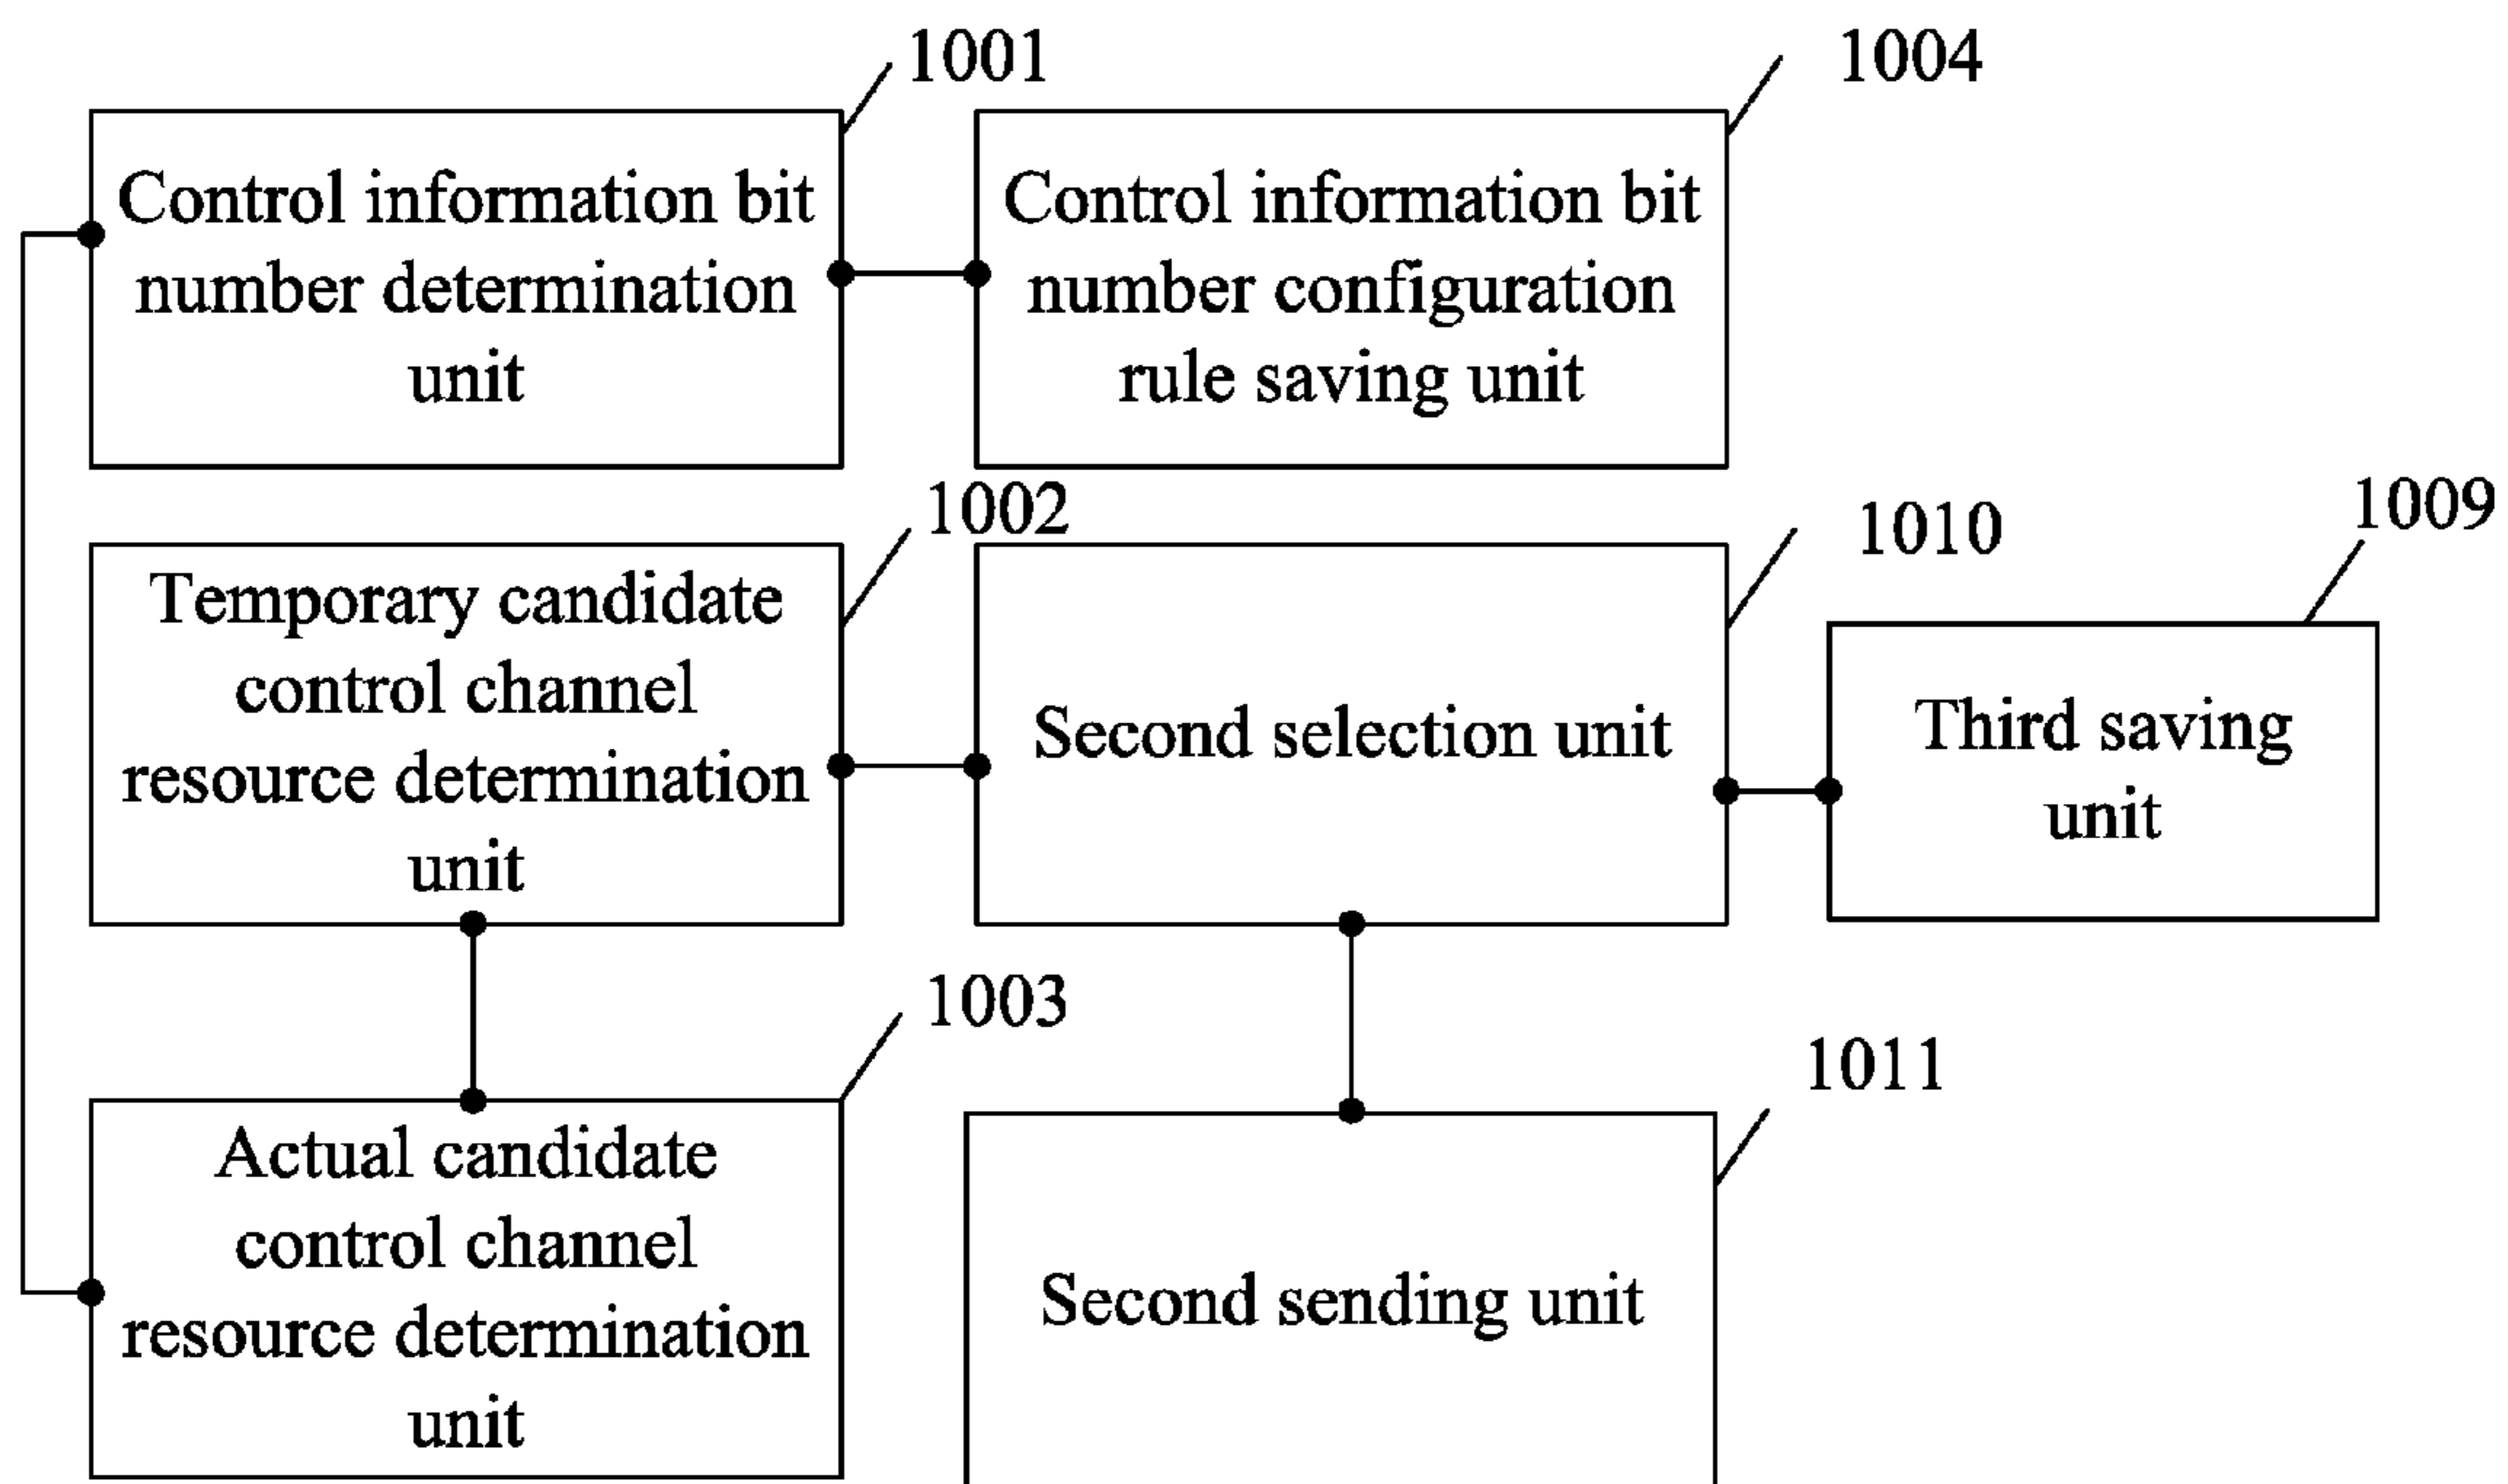 1001
1004
Control information bit
number determination
unit
Control information bit
number configuration
rule saving unit
1002
1010
1009
Temporary candidate
control channel
resource determination
unit
Second selection unit
Third saving
unit
1003
1011
Actual candidate
control channel
resource determination
unit
Second sending unit